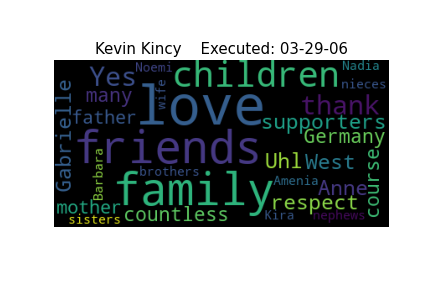 Kevin Kincy    Executed: 03-29-06
Yes Noemi children Nadia
many wife love thank nieces
Gabrielle father supporters
friends Germany
Barbara brothers Uhl West course
family Amenia Anne
mother countless respect
sisters Kira nephews